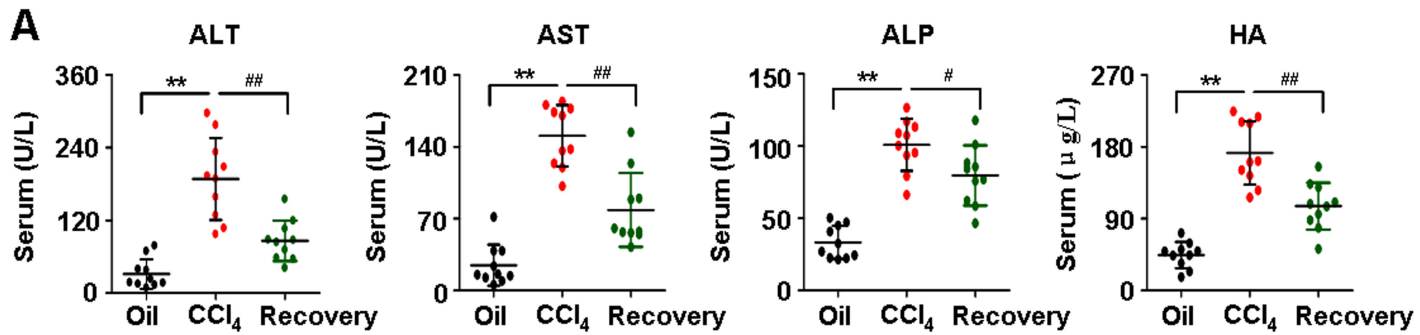 A
ALT
Serum (U/L)
360
240
120
0
** ##
Oil CCl₄ Recovery
AST
Serum (U/L)
210
140
70
0
** ##
Oil CCl₄ Recovery
ALP
Serum (U/L)
150
100
50
0
** #
Oil CCl₄ Recovery
HA
Serum (μg/L)
270
180
90
0
** ##
Oil CCl₄ Recovery